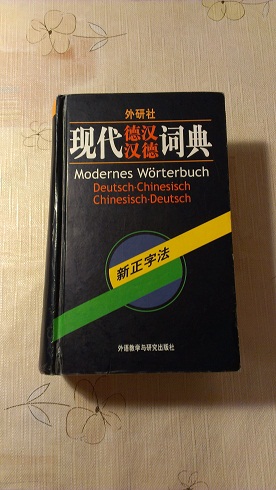 外研社
现代德汉汉德词典
Modernes Wörterbuch
Deutsch-Chinesisch
Chinesisch-Deutsch
新正字法
外语教学与研究出版社